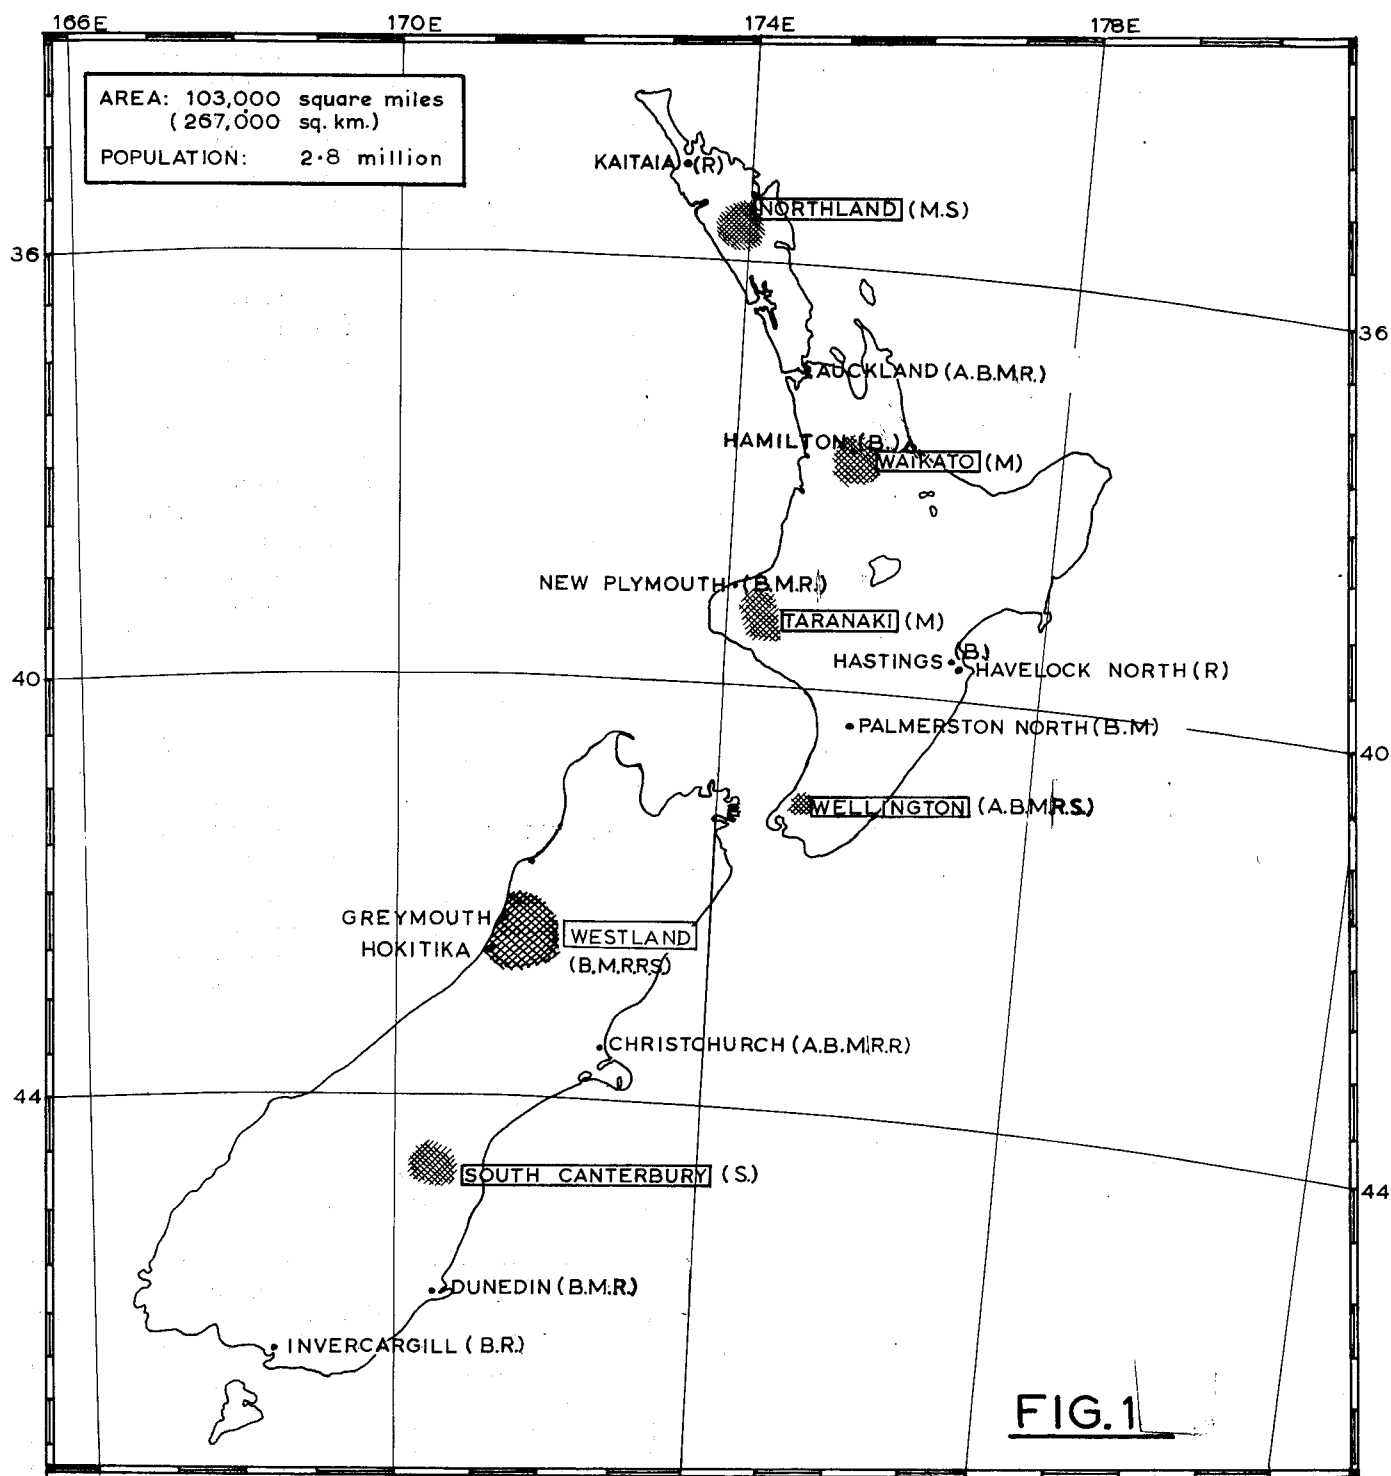 166E 170E 174E 178E
AREA: 103,000 square miles
(267,000 sq. km.)
POPULATION: 2·8 million
KAITAIA (R)
NORTHLAND (M.S)
36
36
AUCKLAND (A.B.M.R.)
HAMILTON (B.)
WAIKATO (M)
NEW PLYMOUTH (B.M.R.)
TARANAKI (M)
HASTINGS (B.)
HAVELOCK NORTH (R)
40
PALMERSTON NORTH (B.M)
40
WELLINGTON (A.B.M.R.S.)
GREYMOUTH
WESTLAND
HOKITIKA
(B.M.R.R.S)
CHRISTCHURCH (A.B.M.R.R)
44
SOUTH CANTERBURY (S.)
44
DUNEDIN (B.M.R.)
INVERCARGILL (B.R.)
FIG. 1